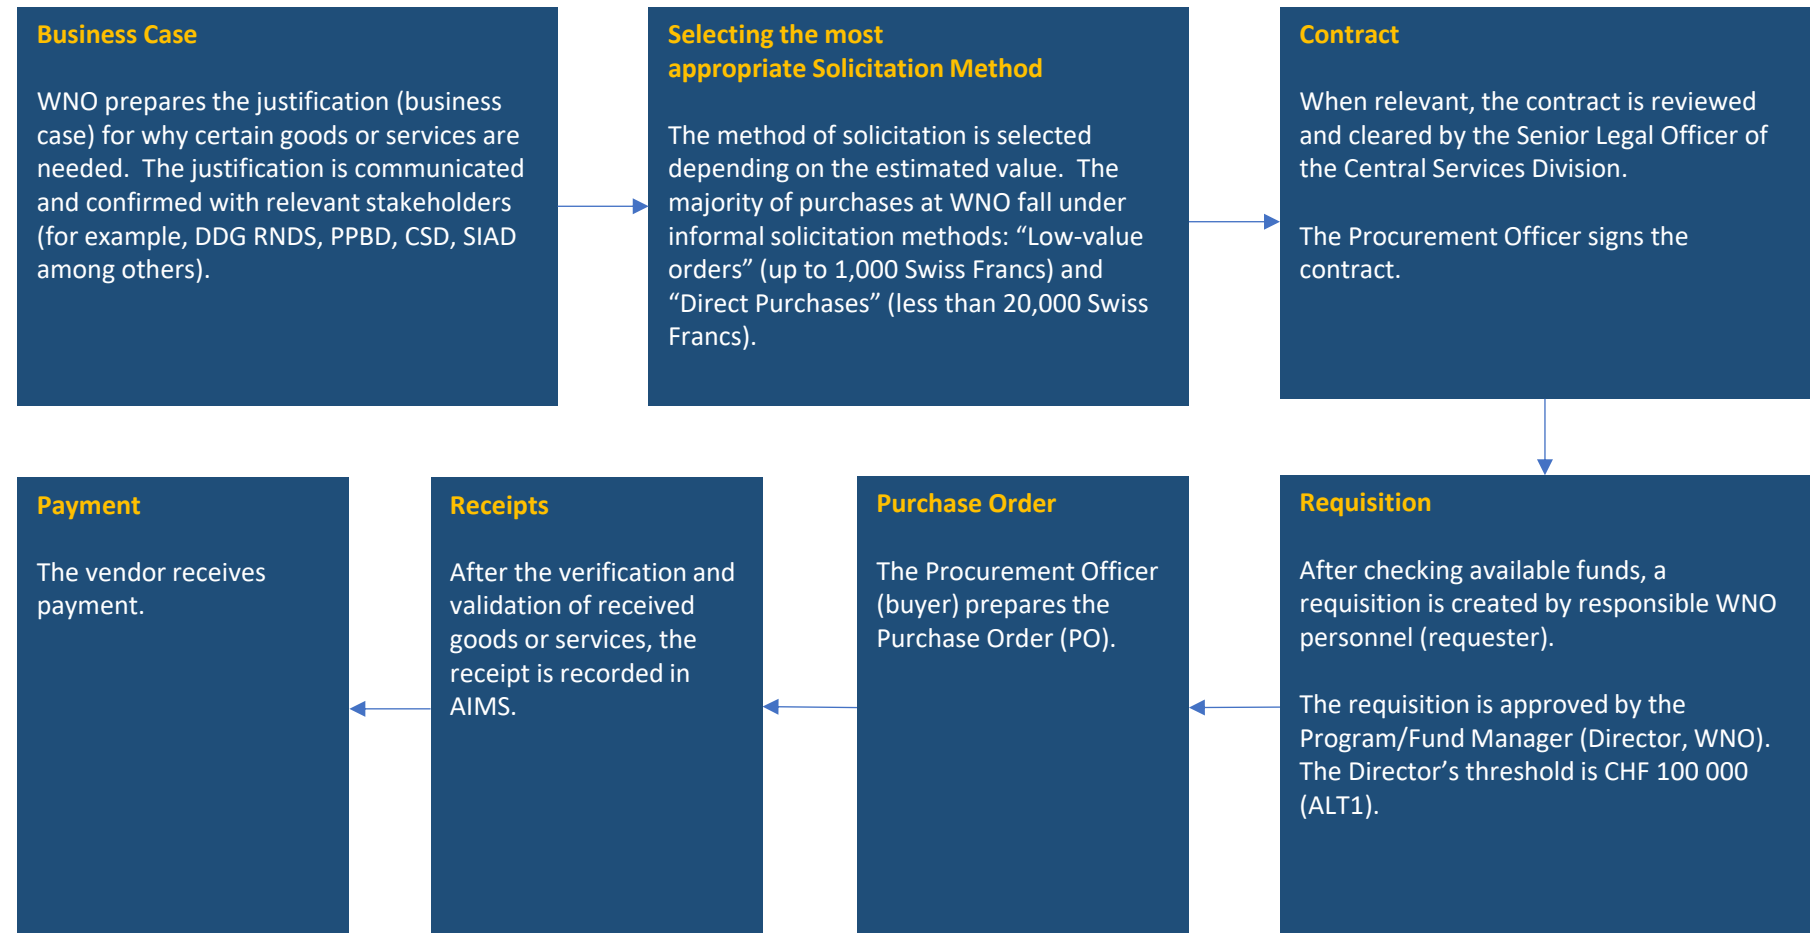 Business Case
WNO prepares the justification (business
case) for why certain goods or services are
needed.  The justification is communicated
and confirmed with relevant stakeholders
(for example, DDG RNDS, PPBD, CSD, SIAD
among others).
Selecting the most
appropriate Solicitation Method
The method of solicitation is selected
depending on the estimated value.  The
majority of purchases at WNO fall under
informal solicitation methods: “Low-value
orders” (up to 1,000 Swiss Francs) and
“Direct Purchases” (less than 20,000 Swiss
Francs).
Contract
When relevant, the contract is reviewed
and cleared by the Senior Legal Officer of
the Central Services Division.
The Procurement Officer signs the
contract.
Requisition
After checking available funds, a
requisition is created by responsible WNO
personnel (requester).
The requisition is approved by the
Program/Fund Manager (Director, WNO).
The Director’s threshold is CHF 100 000
(ALT1).
Purchase Order
The Procurement Officer
(buyer) prepares the
Purchase Order (PO).
Receipts
After the verification and
validation of received
goods or services, the
receipt is recorded in
AIMS.
Payment
The vendor receives
payment.